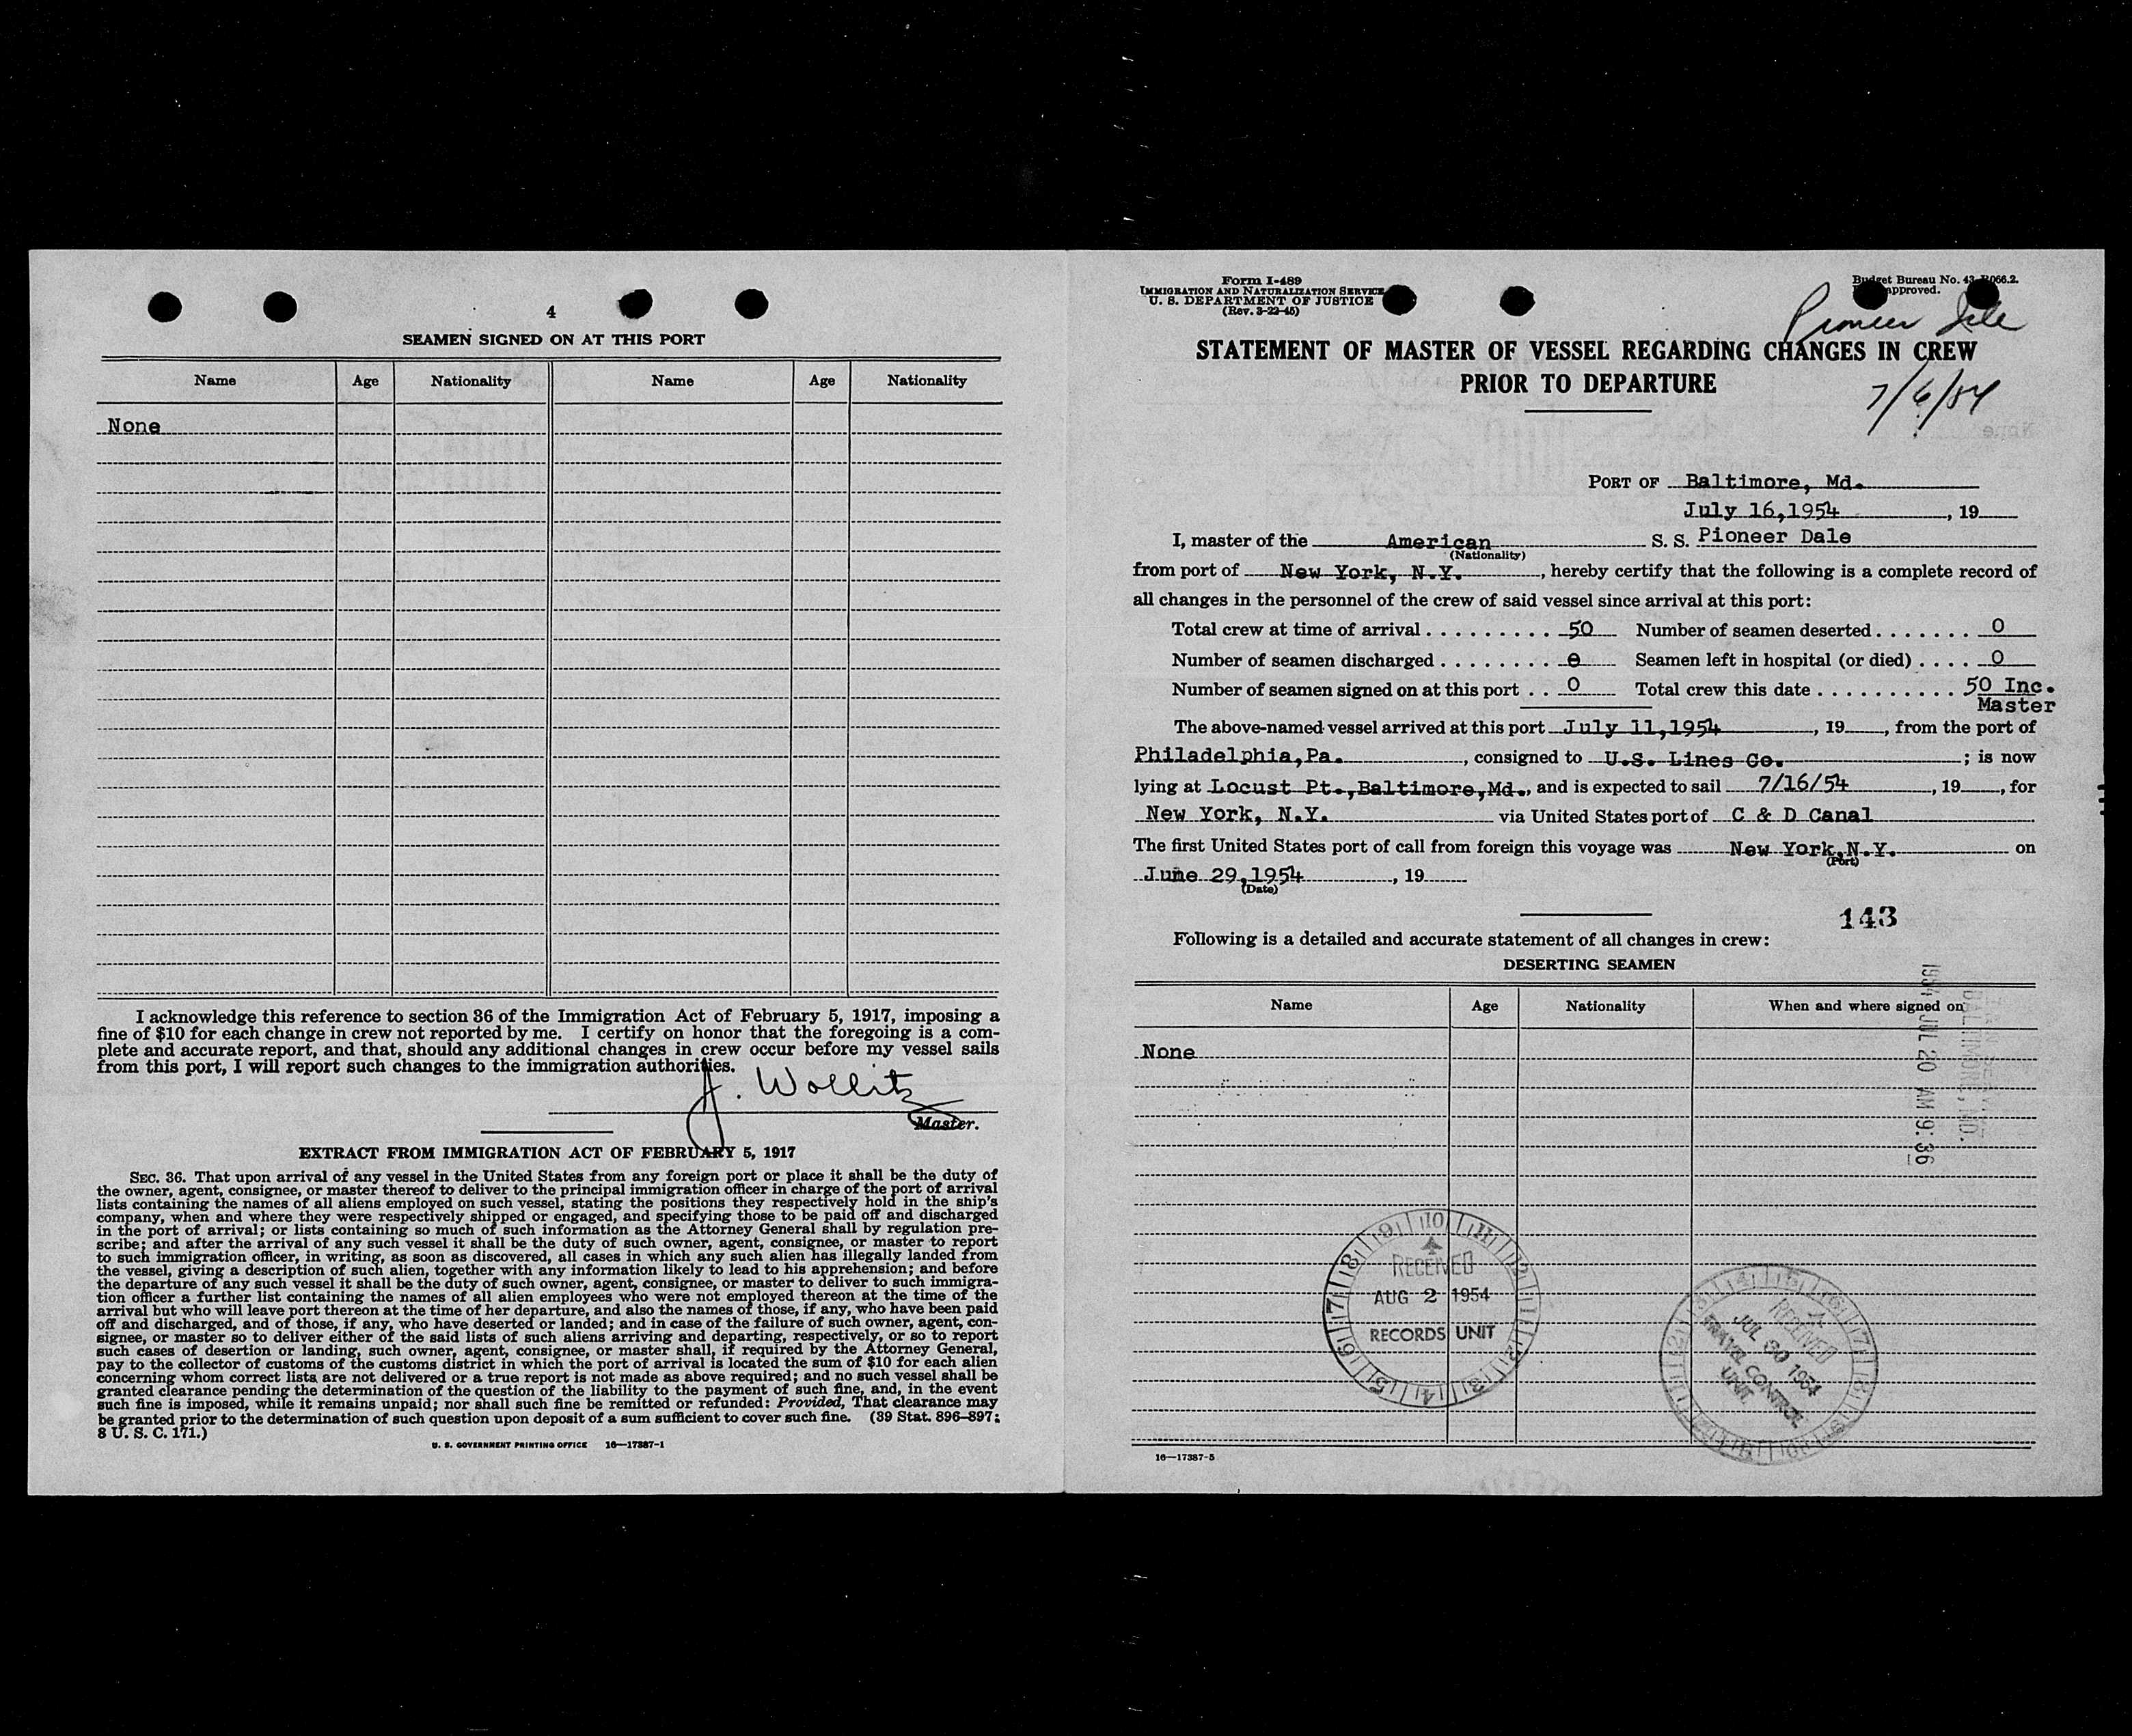 4
SEAMEN SIGNED ON AT THIS PORT
Name Age Nationality Name Age Nationality
None
I acknowledge this reference to section 36 of the Immigration Act of February 5, 1917, imposing a
fine of $10 for each change in crew not reported by me. I certify on honor that the foregoing is a com-
plete and accurate report, and that, should any additional changes in crew occur before my vessel sails
from this port, I will report such changes to the immigration authorities.
J. Wollitz
Master.
EXTRACT FROM IMMIGRATION ACT OF FEBRUARY 5, 1917
SEC. 36. That upon arrival of any vessel in the United States from any foreign port or place it shall be the duty of
the owner, agent, consignee, or master thereof to deliver to the principal immigration officer in charge of the port of arrival
lists containing the names of all aliens employed on such vessel, stating the positions they respectively hold in the ship's
company, when and where they were respectively shipped or engaged, and specifying those to be paid off and discharged
in the port of arrival; or lists containing so much of such information as the Attorney General shall by regulation pre-
scribe; and after the arrival of any such vessel it shall be the duty of such owner, agent, consignee, or master to report
to such immigration officer, in writing, as soon as discovered, all cases in which any such alien has illegally landed from
the vessel, giving a description of such alien, together with any information likely to lead to his apprehension; and before
the departure of any such vessel it shall be the duty of such owner, agent, consignee, or master to deliver to such immigra-
tion officer a further list containing the names of all alien employees who were not employed thereon at the time of the
arrival but who will leave port thereon at the time of her departure, and also the names of those, if any, who have been paid
off and discharged, and of those, if any, who have deserted or landed; and in case of the failure of such owner, agent, con-
signee, or master so to deliver either of the said lists of such aliens arriving and departing, respectively, or so to report
such cases of desertion or landing, such owner, agent, consignee, or master shall, if required by the Attorney General,
pay to the collector of customs of the customs district in which the port of arrival is located the sum of $10 for each alien
concerning whom correct lists are not delivered or a true report is not made as above required; and no such vessel shall be
granted clearance pending the determination of the question of the liability to the payment of such fine, and, in the event
such fine is imposed, while it remains unpaid; nor shall such fine be remitted or refunded: Provided, That clearance may
be granted prior to the determination of such question upon deposit of a sum sufficient to cover such fine. (39 Stat. 896–897;
8 U. S. C. 171.)
U. S. GOVERNMENT PRINTING OFFICE 16—17387-1
Form I-489
IMMIGRATION AND NATURALIZATION SERVICE
U. S. DEPARTMENT OF JUSTICE
(Rev. 3-22-45)
Budget Bureau No. 43-R066.2.
approved.
Pioneer Dale
STATEMENT OF MASTER OF VESSEL REGARDING CHANGES IN CREW
PRIOR TO DEPARTURE
7/6/54
PORT OF Baltimore, Md.
July 16,1954, 19
I, master of the American S. S. Pioneer Dale
(Nationality)
from port of New York, N.Y., hereby certify that the following is a complete record of
all changes in the personnel of the crew of said vessel since arrival at this port:
Total crew at time of arrival . . . . . . . . . . 50 Number of seamen deserted . . . . . . . 0
Number of seamen discharged . . . . . . . . 0 Seamen left in hospital (or died) . . . . 0
Number of seamen signed on at this port . . 0 Total crew this date . . . . . . . . . . 50 Inc.
Master
The above-named vessel arrived at this port July 11,1954, 19, from the port of
Philadelphia,Pa., consigned to U.S. Lines Co.; is now
lying at Locust Pt.,Baltimore,Md., and is expected to sail 7/16/54, 19, for
New York, N.Y. via United States port of C & D Canal
The first United States port of call from foreign this voyage was New York,N.Y. on
(Port)
June 29,1954, 19
(Date)
143
Following is a detailed and accurate statement of all changes in crew:
DESERTING SEAMEN
Name Age Nationality When and where signed on
None
1954 JUL 20 AM 9:36
BALTIMORE, MD.
RECEIVED
AUG 2 1954
RECORDS UNIT
RECEIVED
JUL 30 1954
TRAVEL CONTROL
UNIT
16—17387-5